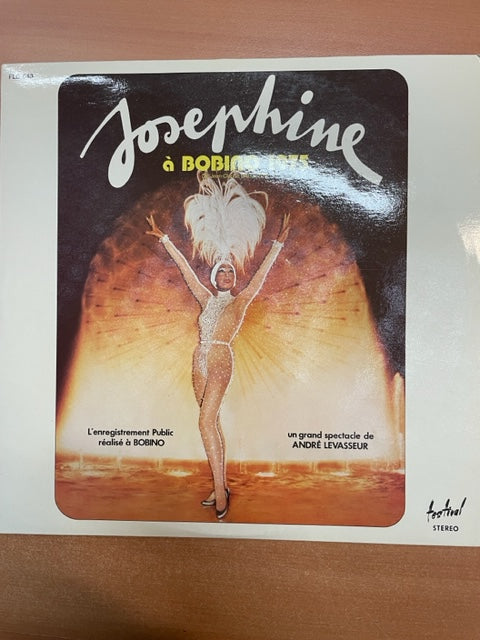 Josephine
à BOBINO 1975
L'enregistrement Public
réalisé à BOBINO
un grand spectacle de
ANDRÉ LEVASSEUR
festival
STEREO